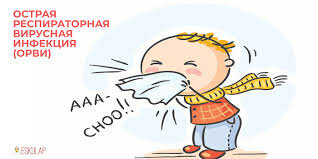 ОСТРАЯ
РЕСПИРАТОРНАЯ
ВИРУСНАЯ
ИНФЕКЦИЯ
(ОРВИ)
AAA-
CHOO!!
ESKULAP